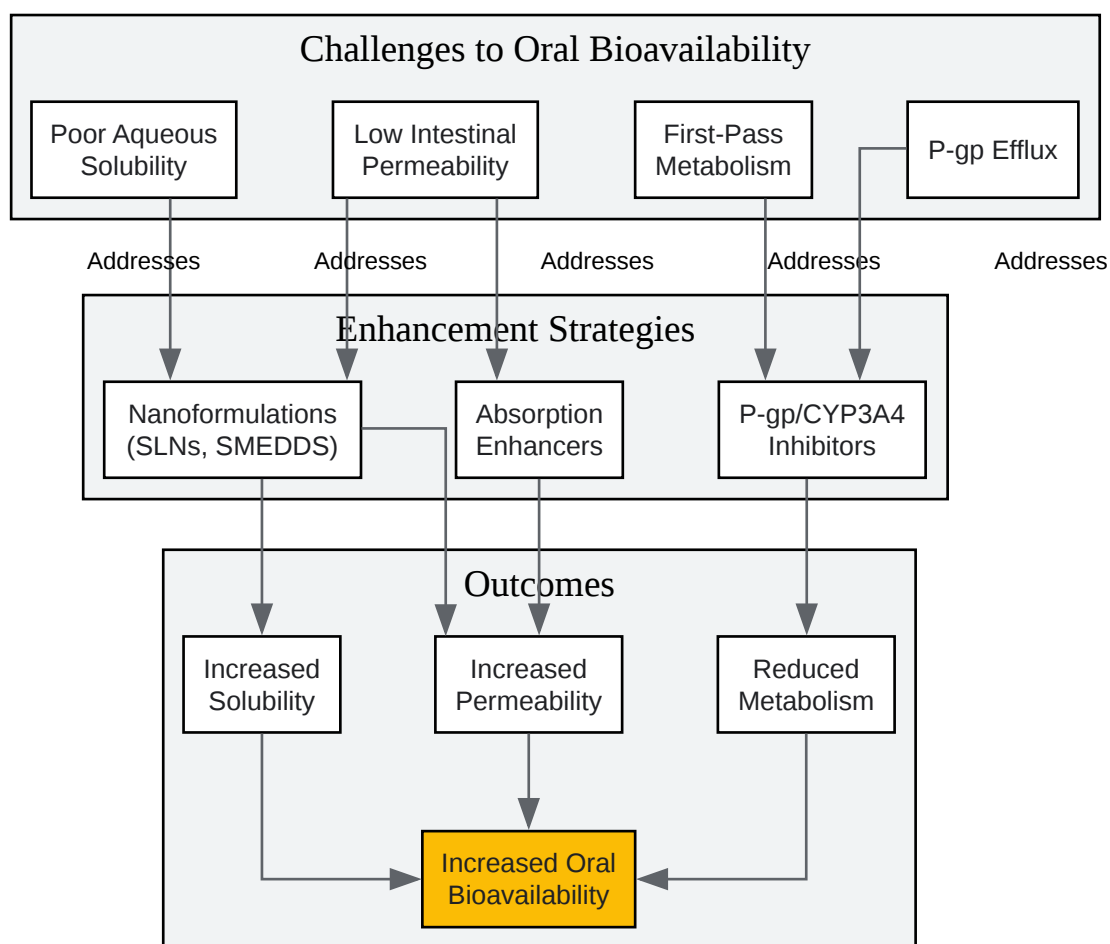 Challenges to Oral Bioavailability
Poor Aqueous
Solubility
Low Intestinal
Permeability
First-Pass
Metabolism
P-gp Efflux
Addresses
Addresses
Addresses
Addresses
Addresses
Enhancement Strategies
Nanoformulations
(SLNs, SMEDDS)
Absorption
Enhancers
P-gp/CYP3A4
Inhibitors
Outcomes
Increased
Solubility
Increased
Permeability
Reduced
Metabolism
Increased Oral
Bioavailability